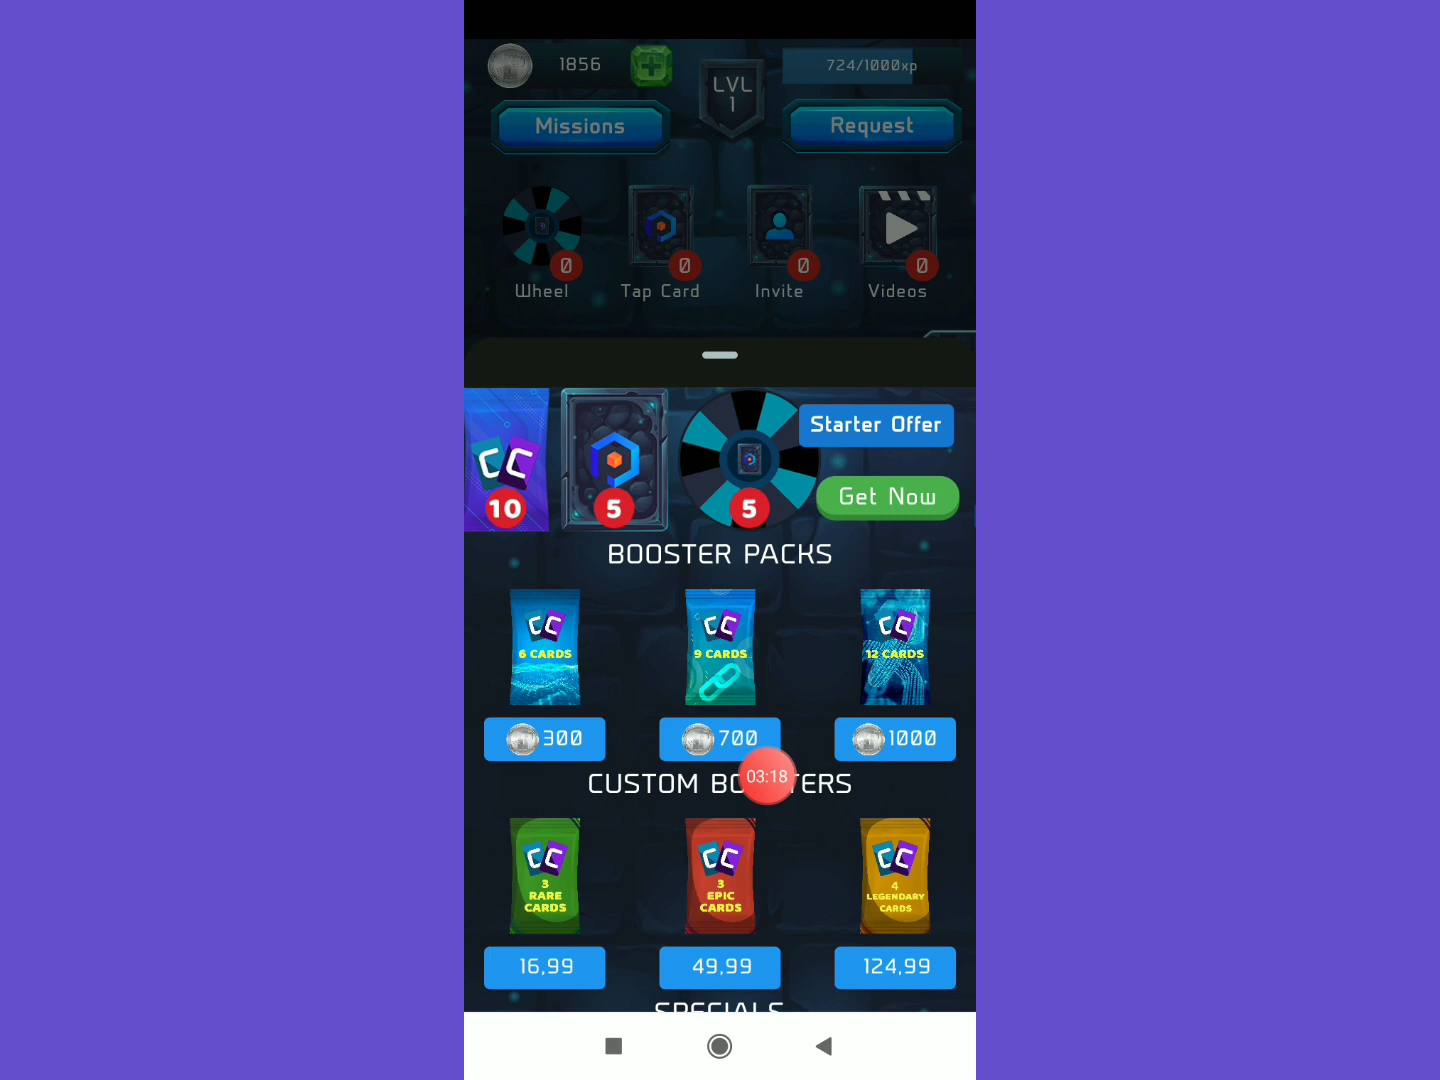 1856
LVL
1
724/1000xp
Missions
Request
0
0
0
0
Wheel
Tap Card
Invite
Videos
Starter Offer
CC
10
5
5
Get Now
BOOSTER PACKS
CC
6 CARDS
CC
9 CARDS
CC
12 CARDS
300
700
1000
CUSTOM BO TERS
03:18
CC
3
RARE
CARDS
CC
3
EPIC
CARDS
CC
4
LEGENDARY
CARDS
16,99
49,99
124,99
SPECIALS